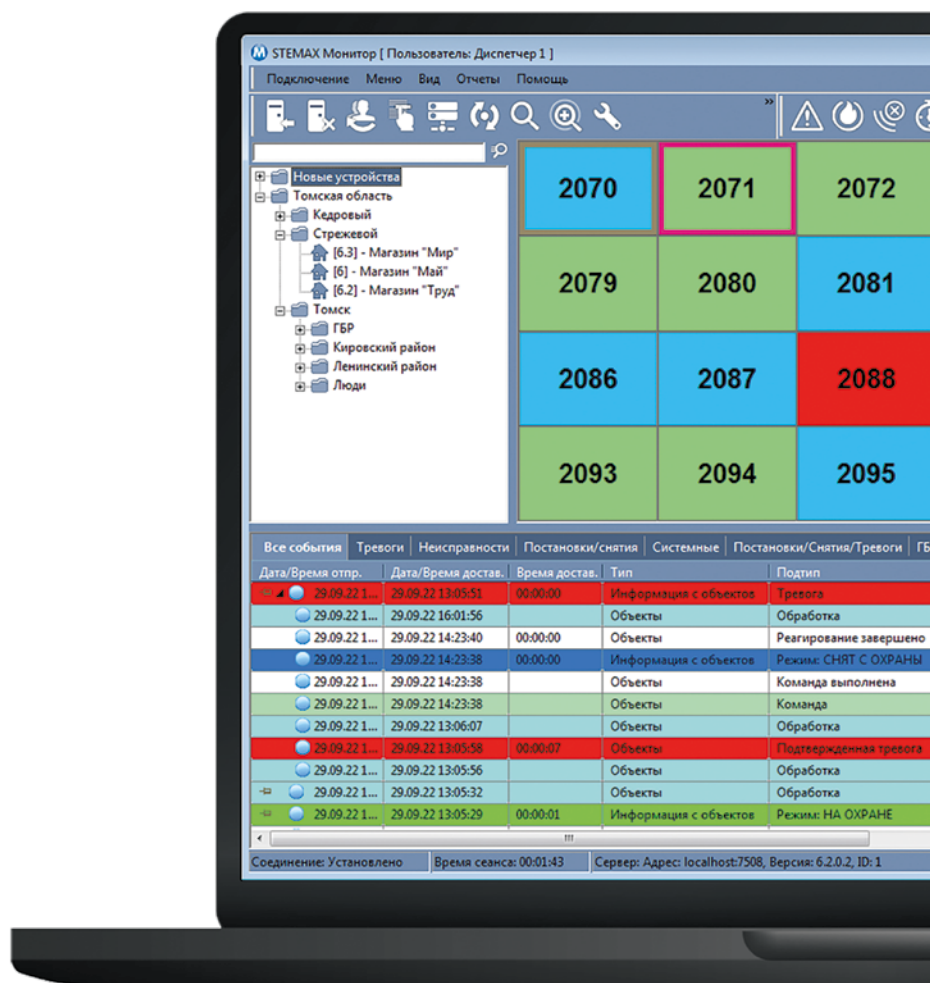 STEMAX Монитор [ Пользователь: Диспетчер 1 ]
Подключение Меню Вид Отчеты Помощь
Новые устройства
Томская область
Кедровый
Стрежевой
[6.3] - Магазин "Мир"
[6] - Магазин "Май"
[6.2] - Магазин "Труд"
Томск
ГБР
Кировский район
Ленинский район
Люди
2070 2071 2072
2079 2080 2081
2086 2087 2088
2093 2094 2095
Все события Тревоги Неисправности Постановки/снятия Системные Постановки/Снятия/Тревоги ГБ
Дата/Время отпр. Дата/Время достав. Время достав. Тип Подтип
29.09.22 1... 29.09.22 13:05:51 00:00:00 Информация с объектов Тревога
29.09.22 1... 29.09.22 16:01:56 Объекты Обработка
29.09.22 1... 29.09.22 14:23:40 00:00:00 Объекты Реагирование завершено
29.09.22 1... 29.09.22 14:23:38 00:00:00 Информация с объектов Режим: СНЯТ С ОХРАНЫ
29.09.22 1... 29.09.22 14:23:38 Объекты Команда выполнена
29.09.22 1... 29.09.22 14:23:38 Объекты Команда
29.09.22 1... 29.09.22 13:06:07 Объекты Обработка
29.09.22 1... 29.09.22 13:05:58 00:00:07 Объекты Подтвержденная тревога
29.09.22 1... 29.09.22 13:05:56 Объекты Обработка
29.09.22 1... 29.09.22 13:05:32 Объекты Обработка
29.09.22 1... 29.09.22 13:05:29 00:00:01 Информация с объектов Режим: НА ОХРАНЕ
Соединение: Установлено Время сеанса: 00:01:43 Сервер: Адрес: localhost:7508, Версия: 6.2.0.2, ID: 1